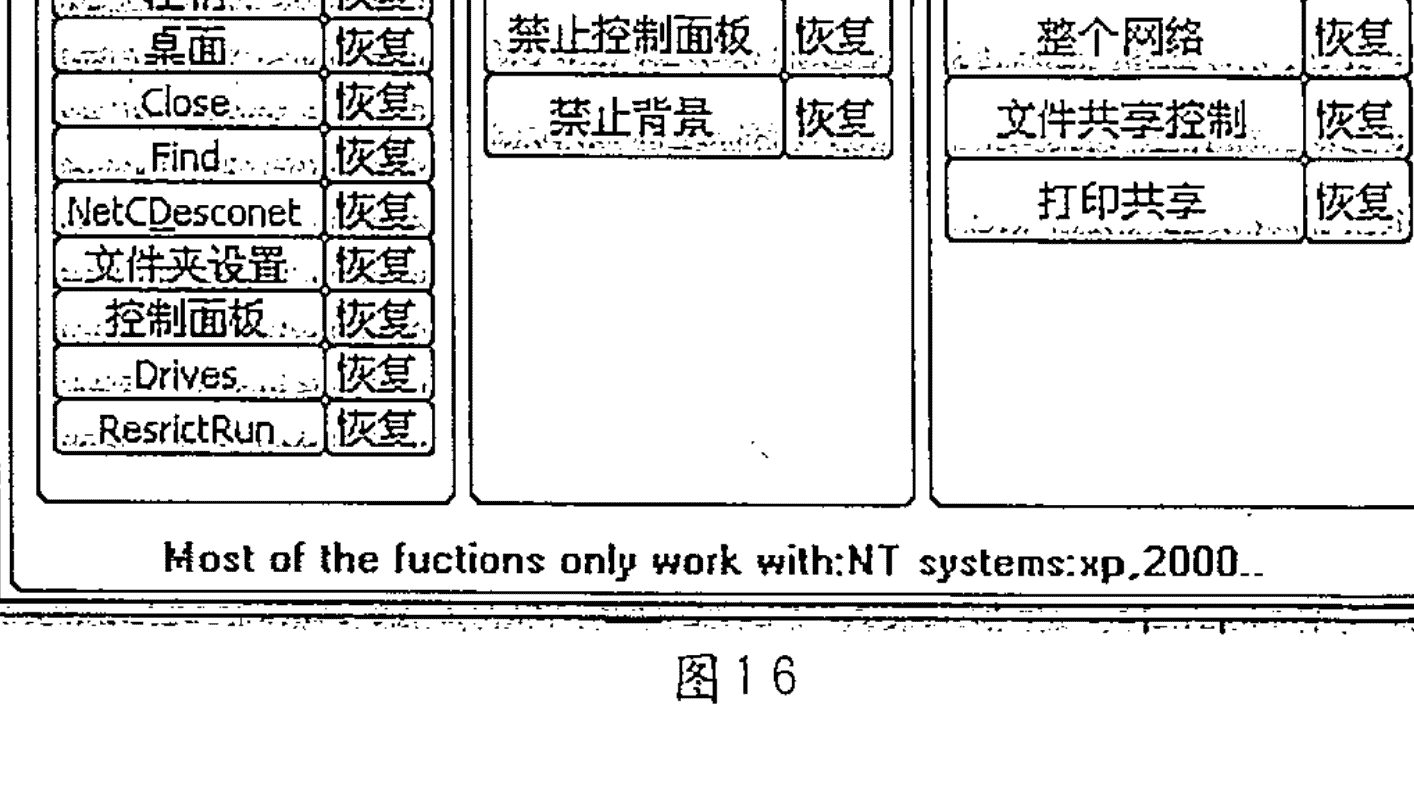 恢复
桌面 恢复
Close 恢复
Find 恢复
NetCDesconet 恢复
文件夹设置 恢复
控制面板 恢复
Drives 恢复
ResrictRun 恢复
禁止控制面板 恢复
禁止背景 恢复
整个网络 恢复
文件共享控制 恢复
打印共享 恢复
Most of the fuctions only work with:NT systems:xp,2000..
图16